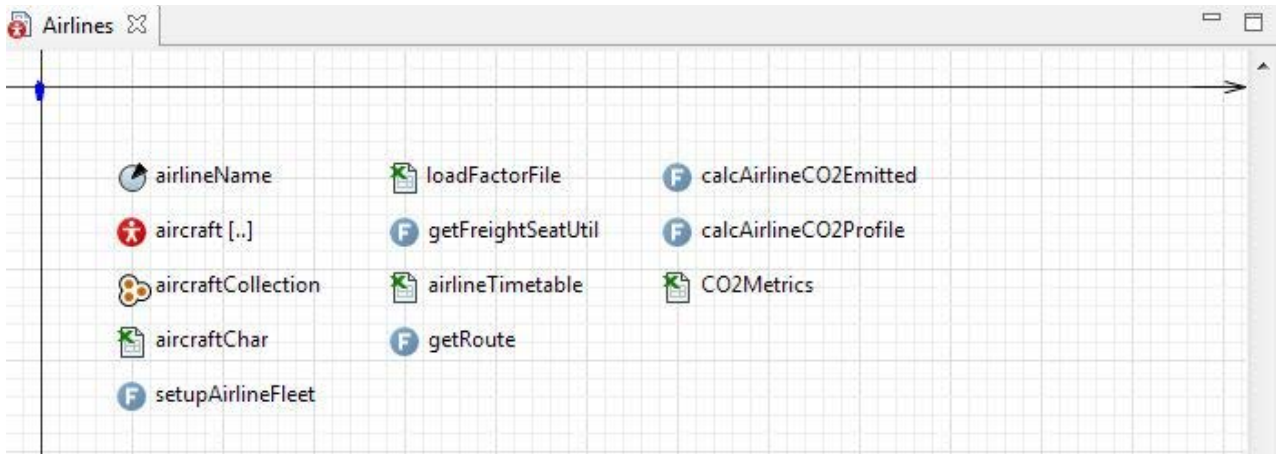 Airlines
airlineName loadFactorFile calcAirlineCO2Emitted
aircraft [..] getFreightSeatUtil calcAirlineCO2Profile
aircraftCollection airlineTimetable CO2Metrics
aircraftChar getRoute
setupAirlineFleet